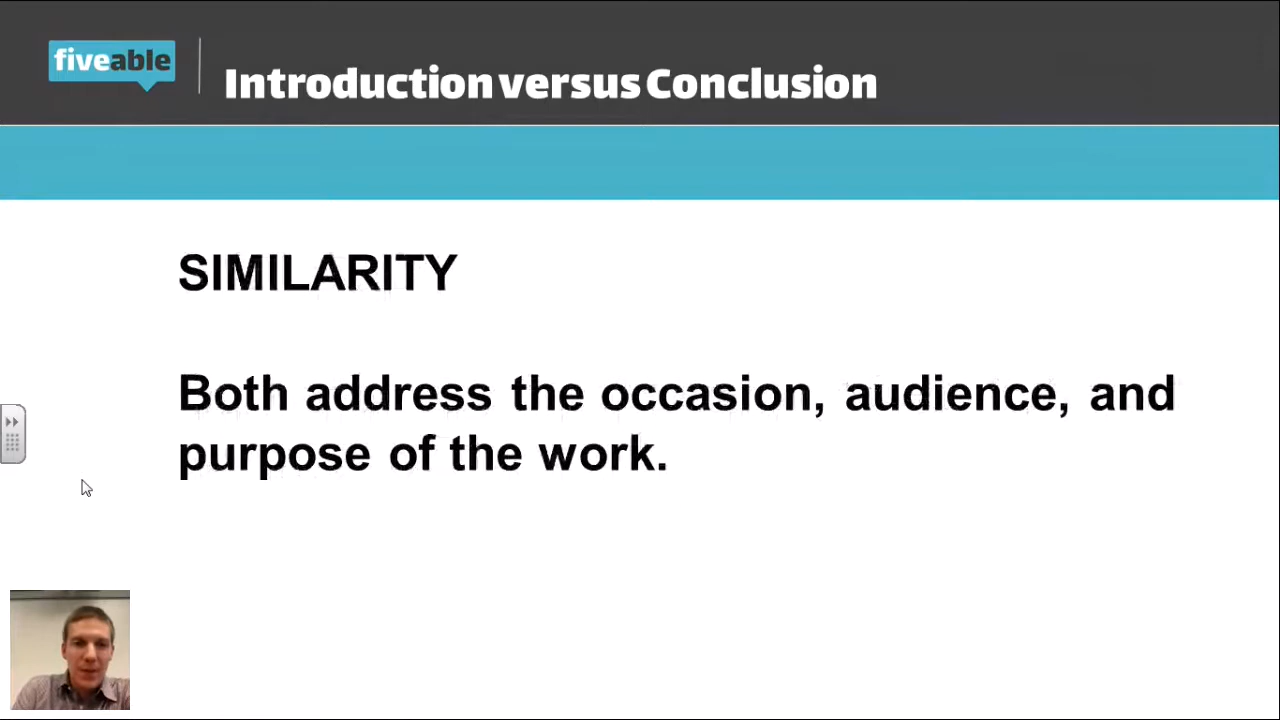 fiveable
Introduction versus Conclusion
SIMILARITY
Both address the occasion, audience, and
purpose of the work.